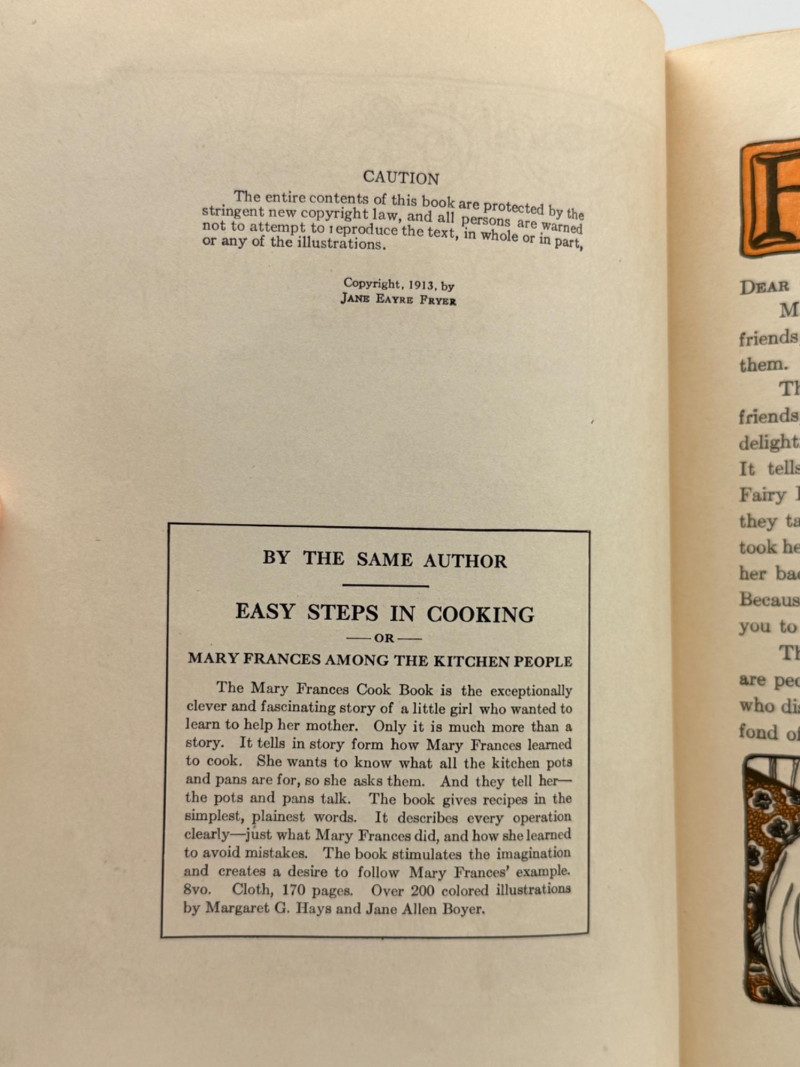 CAUTION
The entire contents of this book are protected by the
stringent new copyright law, and all persons are warned
not to attempt to reproduce the text, in whole or in part,
or any of the illustrations.
Copyright, 1913, by
JANE EAYRE FRYER
BY THE SAME AUTHOR
EASY STEPS IN COOKING
—OR—
MARY FRANCES AMONG THE KITCHEN PEOPLE
The Mary Frances Cook Book is the exceptionally
clever and fascinating story of a little girl who wanted to
learn to help her mother. Only it is much more than a
story. It tells in story form how Mary Frances learned
to cook. She wants to know what all the kitchen pots
and pans are for, so she asks them. And they tell her—
the pots and pans talk. The book gives recipes in the
simplest, plainest words. It describes every operation
clearly—just what Mary Frances did, and how she learned
to avoid mistakes. The book stimulates the imagination
and creates a desire to follow Mary Frances' example.
8vo. Cloth, 170 pages. Over 200 colored illustrations
by Margaret G. Hays and Jane Allen Boyer.
DEAR
friends
them.
friends
delight
It tells
Fairy
they ta
took he
her bac
Becaus
you to
Th
are peo
who di
fond of